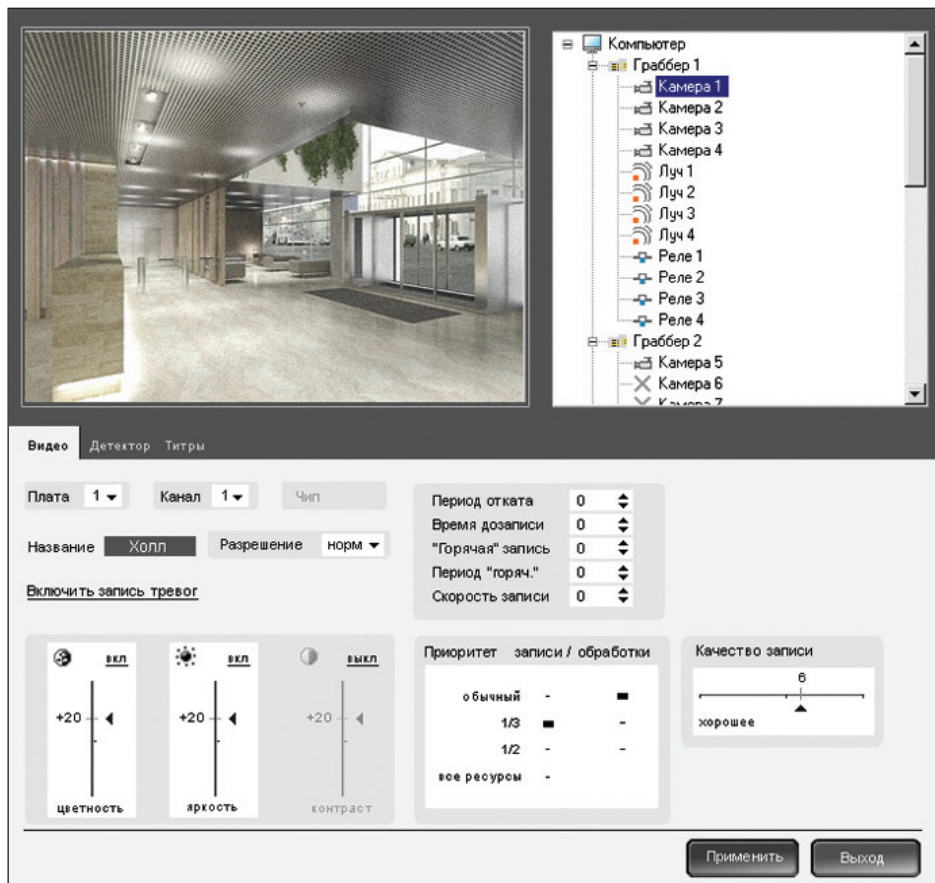 Компьютер
Граббер 1
Камера 1
Камера 2
Камера 3
Камера 4
Луч 1
Луч 2
Луч 3
Луч 4
Реле 1
Реле 2
Реле 3
Реле 4
Граббер 2
Камера 5
Камера 6
Камера 7
Видео Детектор Титры
Плата 1 Канал 1 Чип
Название Холл Разрешение норм
Включить запись тревог
Период отката 0
Время дозаписи 0
"Горячая" запись 0
Период "горяч." 0
Скорость записи 0
вкл вкл выкл
+20 +20 +20
цветность яркость контраст
Приоритет записи / обработки
обычный - 
1/3 -
1/2 - -
все ресурсы -
Качество записи
6
хорошее
Применить Выход